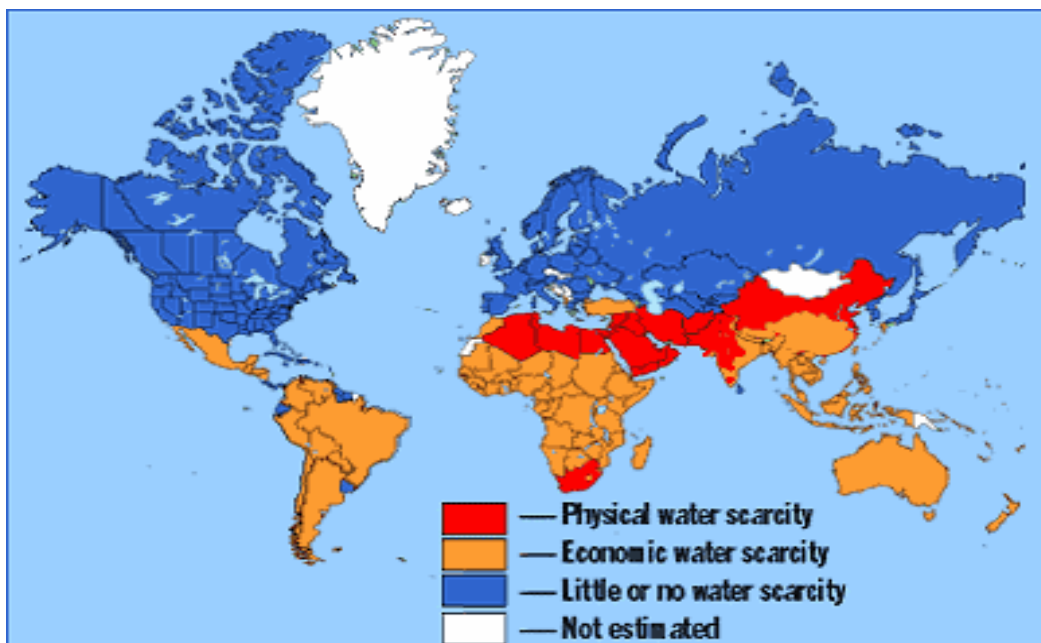 Physical water scarcity
Economic water scarcity
Little or no water scarcity
Not estimated